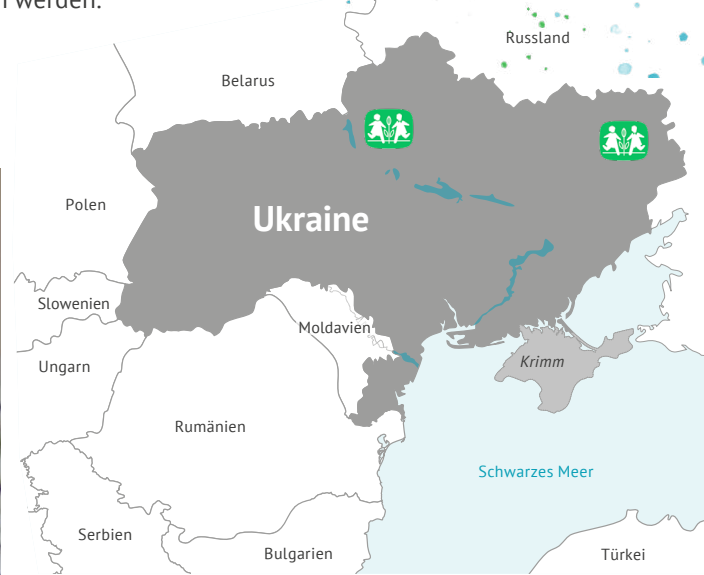 werden.
Russland
Belarus
Polen
Ukraine
Slowenien
Moldavien
Ungarn
Krimm
Rumänien
Schwarzes Meer
Serbien
Bulgarien
Türkei